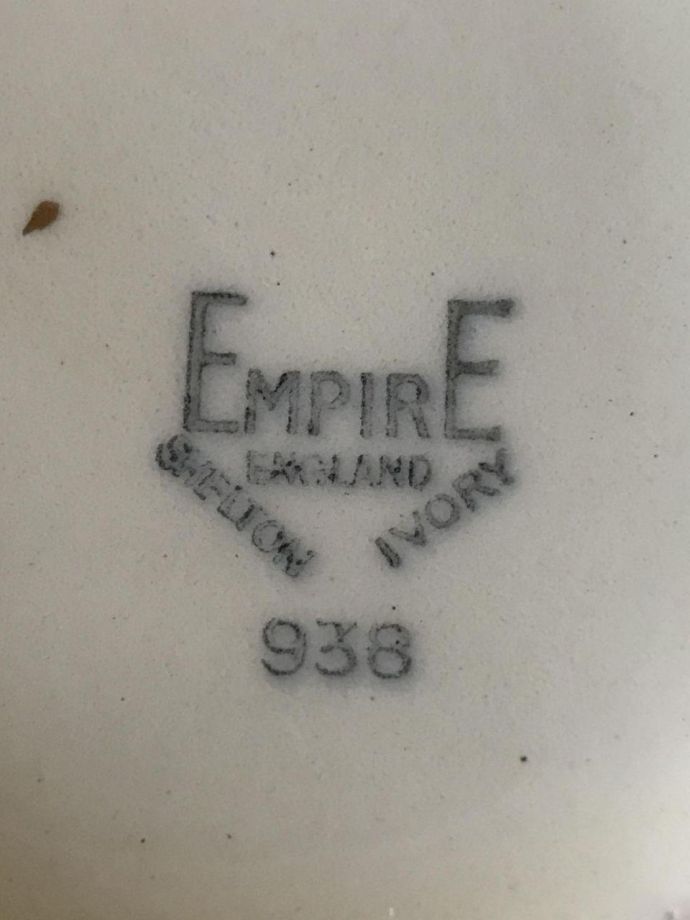 EMPIRE
ENGLAND
SHELTON IVORY
938